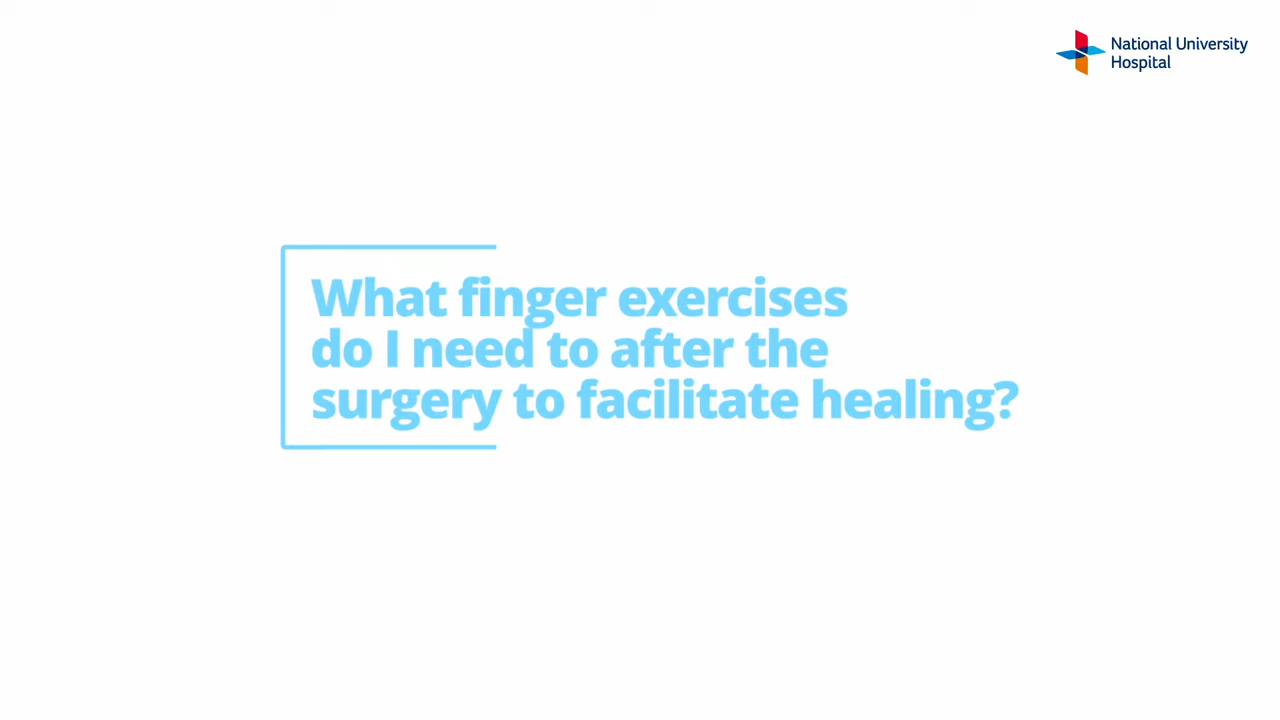 National University
Hospital
What finger exercises
do I need to after the
surgery to facilitate healing?